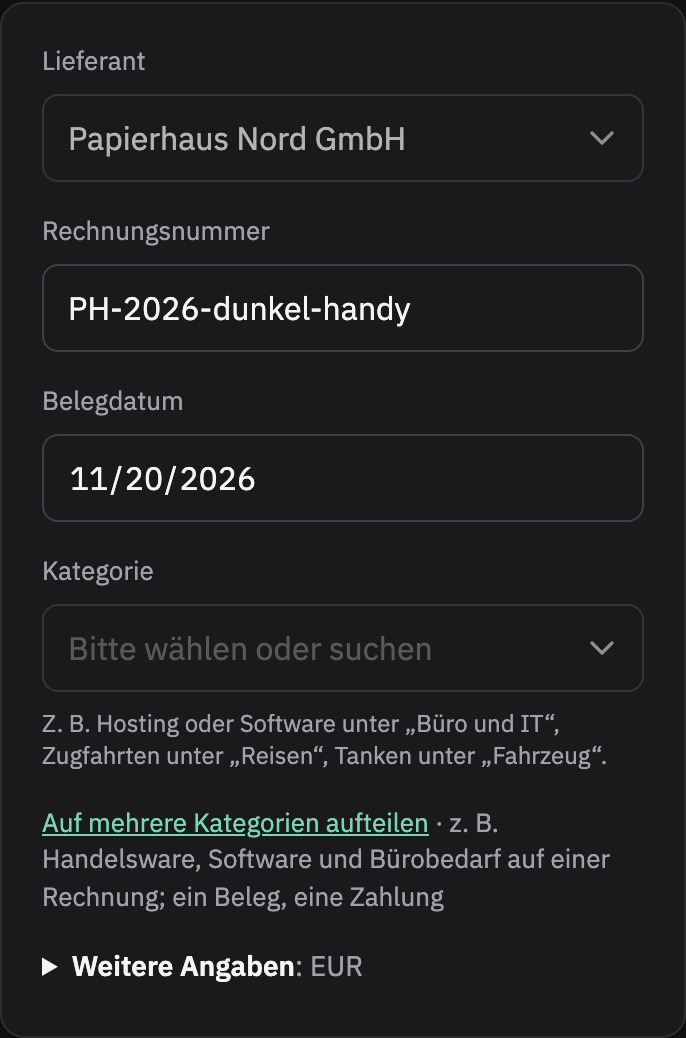 Lieferant
Papierhaus Nord GmbH
Rechnungsnummer
PH-2026-dunkel-handy
Belegdatum
11/20/2026
Kategorie
Bitte wählen oder suchen
Z. B. Hosting oder Software unter „Büro und IT“,
Zugfahrten unter „Reisen“, Tanken unter „Fahrzeug“.
Auf mehrere Kategorien aufteilen · z. B.
Handelsware, Software und Bürobedarf auf einer
Rechnung; ein Beleg, eine Zahlung
Weitere Angaben: EUR